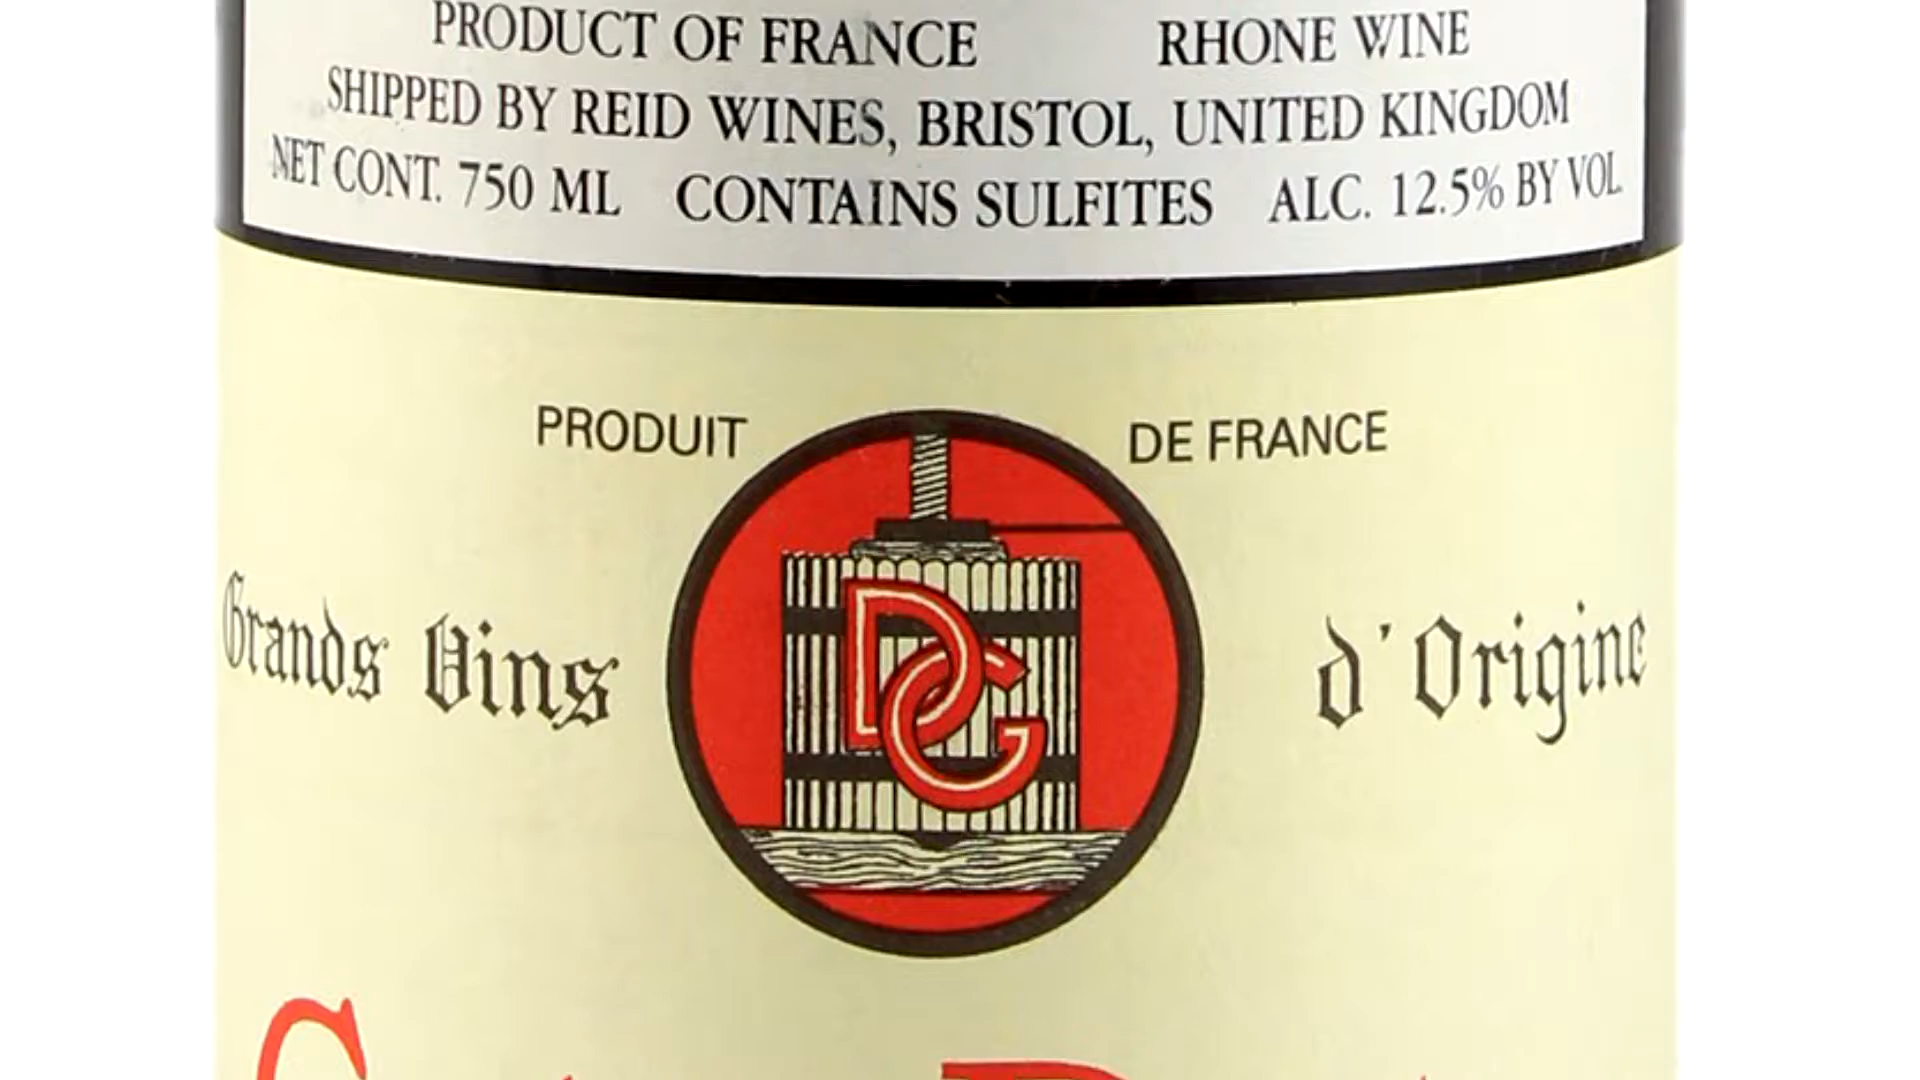 PRODUCT OF FRANCE RHONE WINE
SHIPPED BY REID WINES, BRISTOL, UNITED KINGDOM
NET CONT. 750 ML CONTAINS SULFITES ALC. 12.5% BY VOL.
PRODUIT DE FRANCE
Grands Vins d'Origine
DG